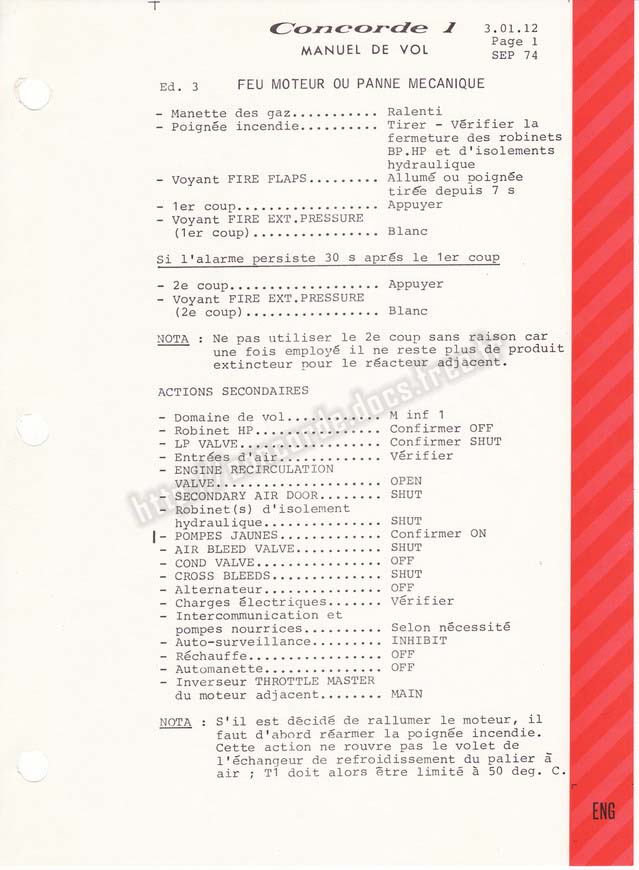 Concorde 1
MANUEL DE VOL
3.01.12
Page 1
SEP 74
Ed. 3 FEU MOTEUR OU PANNE MECANIQUE
- Manette des gaz........... Ralenti
- Poignée incendie.......... Tirer - Vérifier la
fermeture des robinets
BP.HP et d'isolements
hydraulique
- Voyant FIRE FLAPS......... Allumé ou poignée
tirée depuis 7 s
- 1er coup.................. Appuyer
- Voyant FIRE EXT.PRESSURE
(1er coup)................ Blanc
Si l'alarme persiste 30 s aprés le 1er coup
- 2e coup................... Appuyer
- Voyant FIRE EXT.PRESSURE
(2e coup)................. Blanc
NOTA : Ne pas utiliser le 2e coup sans raison car
une fois employé il ne reste plus de produit
extincteur pour le réacteur adjacent.
ACTIONS SECONDAIRES
- Domaine de vol............ M inf 1
- Robinet HP................ Confirmer OFF
- LP VALVE.................. Confirmer SHUT
- Entrées d'air............. Vérifier
- ENGINE RECIRCULATION
VALVE..................... OPEN
- SECONDARY AIR DOOR........ SHUT
- Robinet(s) d'isolement
hydraulique............... SHUT
- POMPES JAUNES............. Confirmer ON
- AIR BLEED VALVE........... SHUT
- COND VALVE................ OFF
- CROSS BLEEDS.............. SHUT
- Alternateur............... OFF
- Charges électriques....... Vérifier
- Intercommunication et
pompes nourrices.......... Selon nécessité
- Auto-surveillance......... INHIBIT
- Réchauffe................. OFF
- Automanette............... OFF
- Inverseur THROTTLE MASTER
du moteur adjacent........ MAIN
NOTA : S'il est décidé de rallumer le moteur, il
faut d'abord réarmer la poignée incendie.
Cette action ne rouvre pas le volet de
l'échangeur de refroidissement du palier à
air ; T1 doit alors être limité à 50 deg. C.
ENG